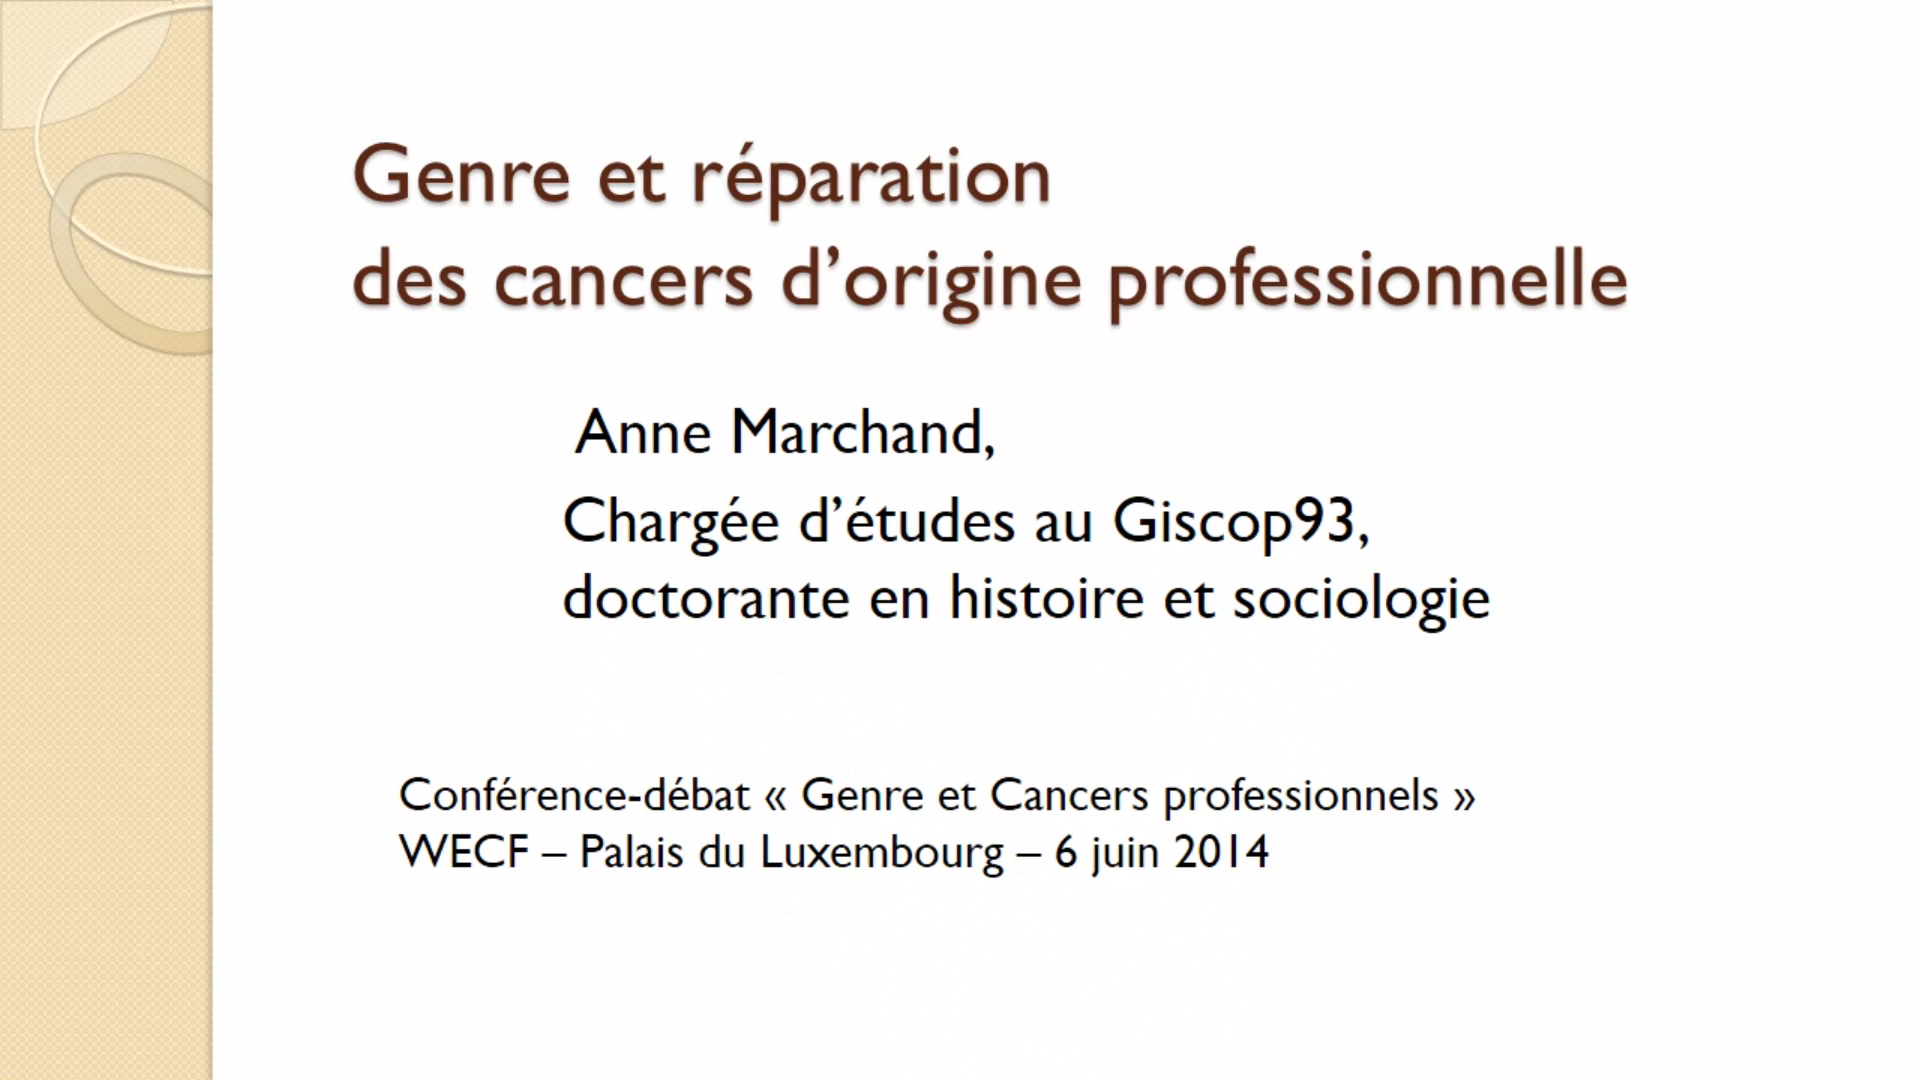 Genre et réparation
des cancers d’origine professionnelle
Anne Marchand,
Chargée d’études au Giscop93,
doctorante en histoire et sociologie
Conférence-débat « Genre et Cancers professionnels »
WECF – Palais du Luxembourg – 6 juin 2014